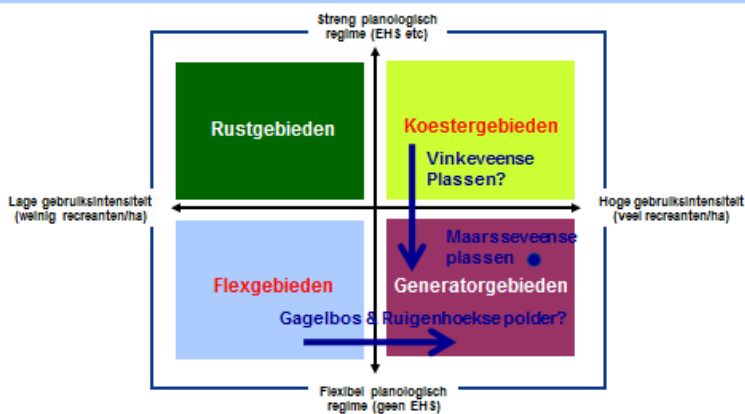 Streng planologisch
regime (EHS etc)
Rustgebieden
Koestergebieden
Vinkeveense
Plassen?
Lage gebruiksintensiteit
(weinig recreanten/ha)
Hoge gebruiksintensiteit
(veel recreanten/ha)
Maarsseveense
plassen
Flexgebieden
Generatorgebieden
Gagelbos & Ruigenhoekse polder?
Flexibel planologisch
regime (geen EHS)